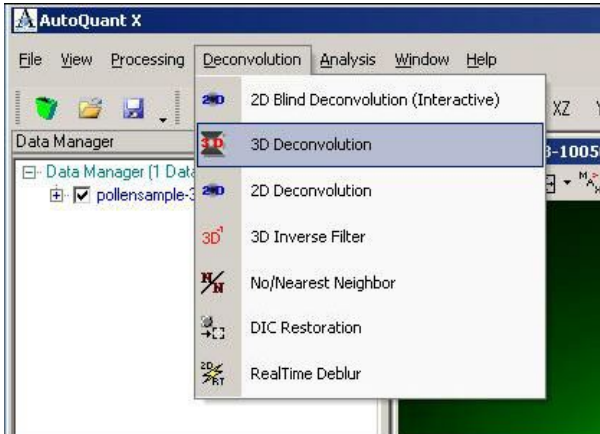 AutoQuant X
File View Processing Deconvolution Analysis Window Help
2D Blind Deconvolution (Interactive)
XZ
Data Manager
3D Deconvolution
Data Manager (1 Data
pollensample-3
2D Deconvolution
3D Inverse Filter
No/Nearest Neighbor
DIC Restoration
RealTime Deblur